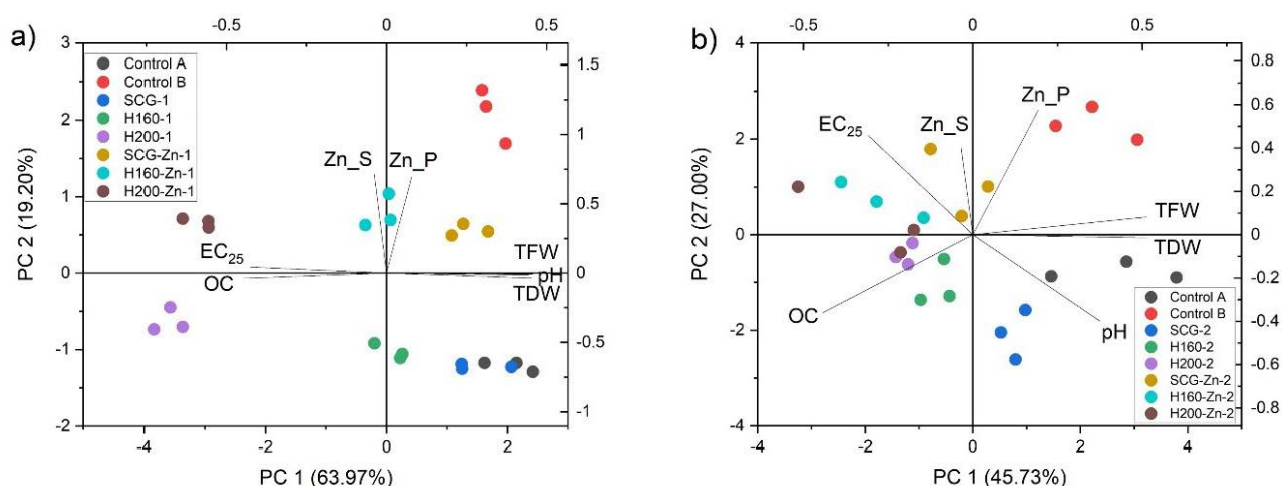 a)
-0.5
0
0.5
3
2
1
0
-1
-2
PC 2 (19.20%)
Control A
Control B
SCG-1
H160-1
H200-1
SCG-Zn-1
H160-Zn-1
H200-Zn-1
Zn_S
Zn_P
EC25
OC
TFW
pH
TDW
1.5
1
0.5
0
-0.5
-1
-4
-2
0
2
PC 1 (63.97%)
b)
-0.5
0
0.5
4
2
0
-2
-4
PC 2 (27.00%)
EC25
Zn_S
Zn_P
TFW
TDW
OC
pH
Control A
Control B
SCG-2
H160-2
H200-2
SCG-Zn-2
H160-Zn-2
H200-Zn-2
0.8
0.6
0.4
0.2
0
-0.2
-0.4
-0.6
-0.8
-4
-2
0
2
4
PC 1 (45.73%)